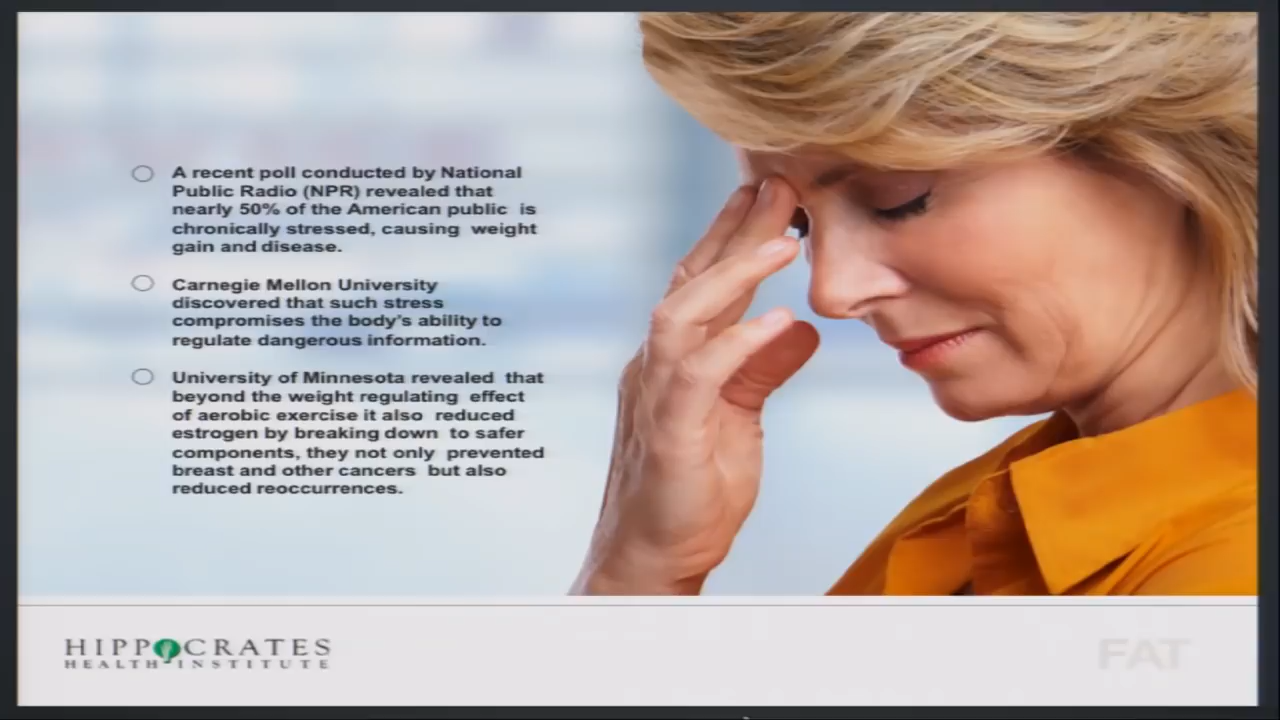 A recent poll conducted by National
Public Radio (NPR) revealed that
nearly 50% of the American public is
chronically stressed, causing weight
gain and disease.
Carnegie Mellon University
discovered that such stress
compromises the body's ability to
regulate dangerous information.
University of Minnesota revealed that
beyond the weight regulating effect
of aerobic exercise it also reduced
estrogen by breaking down to safer
components, they not only prevented
breast and other cancers but also
reduced reoccurrences.
HIPPOCRATES
HEALTH INSTITUTE
FAT